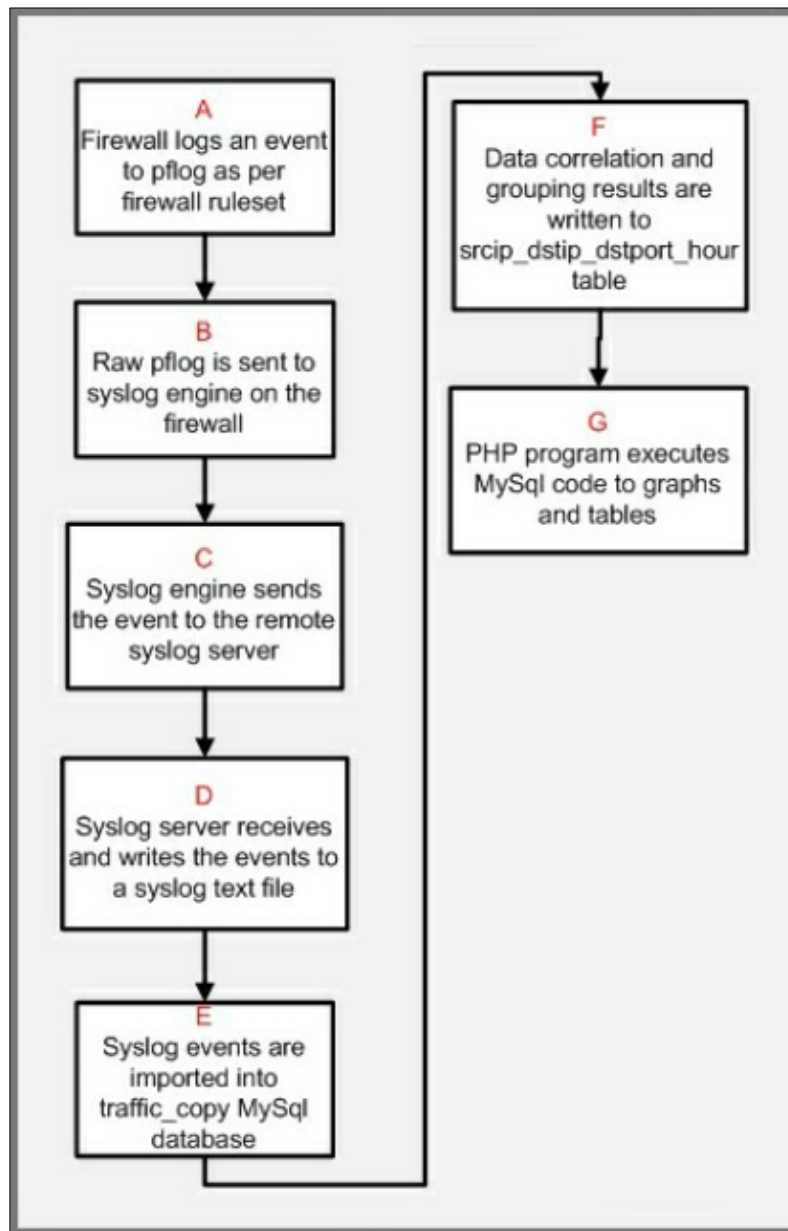 A
Firewall logs an event
to pflog as per
firewall ruleset
B
Raw pflog is sent to
syslog engine on the
firewall
C
Syslog engine sends
the event to the remote
syslog server
D
Syslog server receives
and writes the events to
a syslog text file
E
Syslog events are
imported into
traffic_copy MySql
database
F
Data correlation and
grouping results are
written to
srcip_dstip_dstport_hour
table
G
PHP program executes
MySql code to graphs
and tables